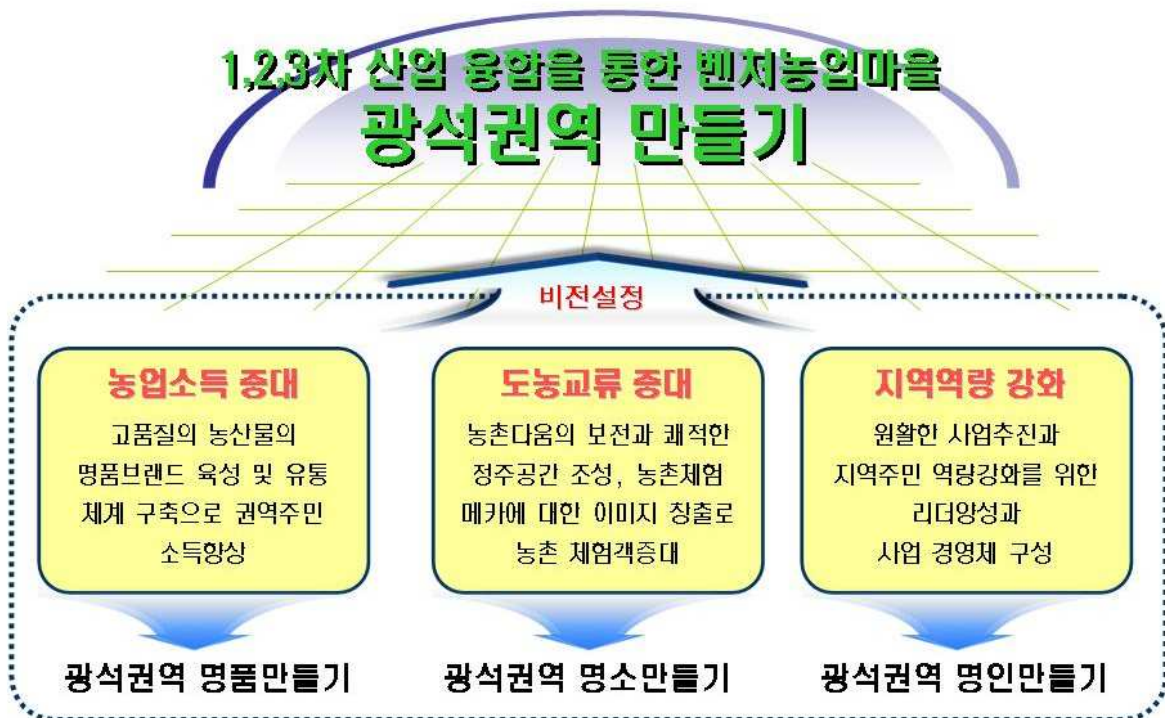 1,2,3차 산업 융합을 통한 벤처농업마을
광석권역 만들기
비전설정
농업소득 증대
고품질의 농산물의
명품브랜드 육성 및 유통
체계 구축으로 권역주민
소득향상
도농교류 증대
농촌다움의 보전과 쾌적한
정주공간 조성, 농촌체험
메카에 대한 이미지 창출로
농촌 체험객증대
지역역량 강화
원활한 사업추진과
지역주민 역량강화를 위한
리더양성과
사업 경영체 구성
광석권역 명품만들기
광석권역 명소만들기
광석권역 명인만들기